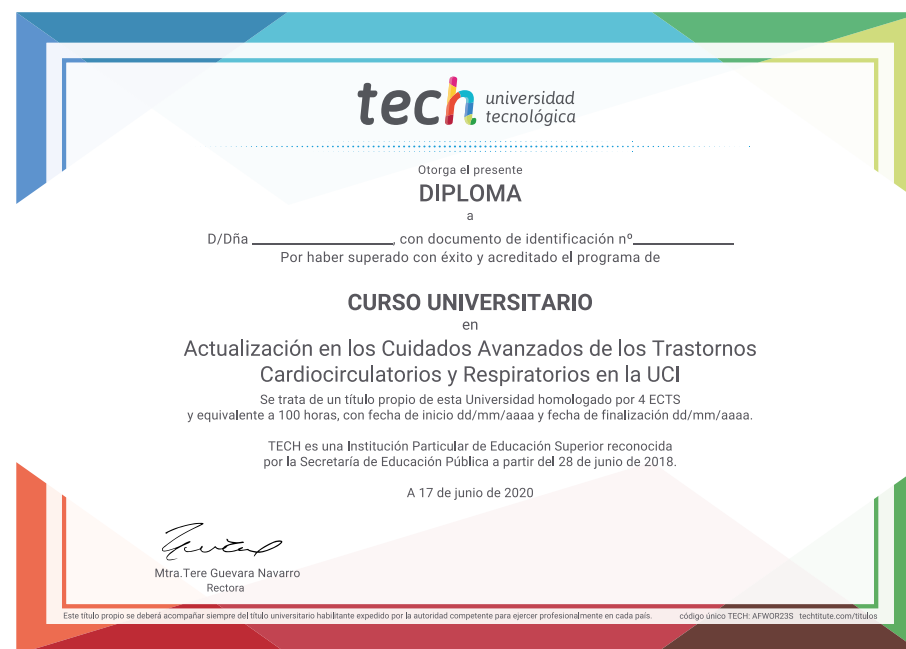 tech universidad
tecnológica
Otorga el presente
DIPLOMA
a
D/Dña ____________________, con documento de identificación nº______________
Por haber superado con éxito y acreditado el programa de
CURSO UNIVERSITARIO
en
Actualización en los Cuidados Avanzados de los Trastornos
Cardiocirculatorios y Respiratorios en la UCI
Se trata de un título propio de esta Universidad homologado por 4 ECTS
y equivalente a 100 horas, con fecha de inicio dd/mm/aaaa y fecha de finalización dd/mm/aaaa.
TECH es una Institución Particular de Educación Superior reconocida
por la Secretaría de Educación Pública a partir del 28 de junio de 2018.
A 17 de junio de 2020
Mtra.Tere Guevara Navarro
Rectora
Este título propio se deberá acompañar siempre del título universitario habilitante expedido por la autoridad competente para ejercer profesionalmente en cada país. código único TECH: AFWOR23S techtitute.com/titulos